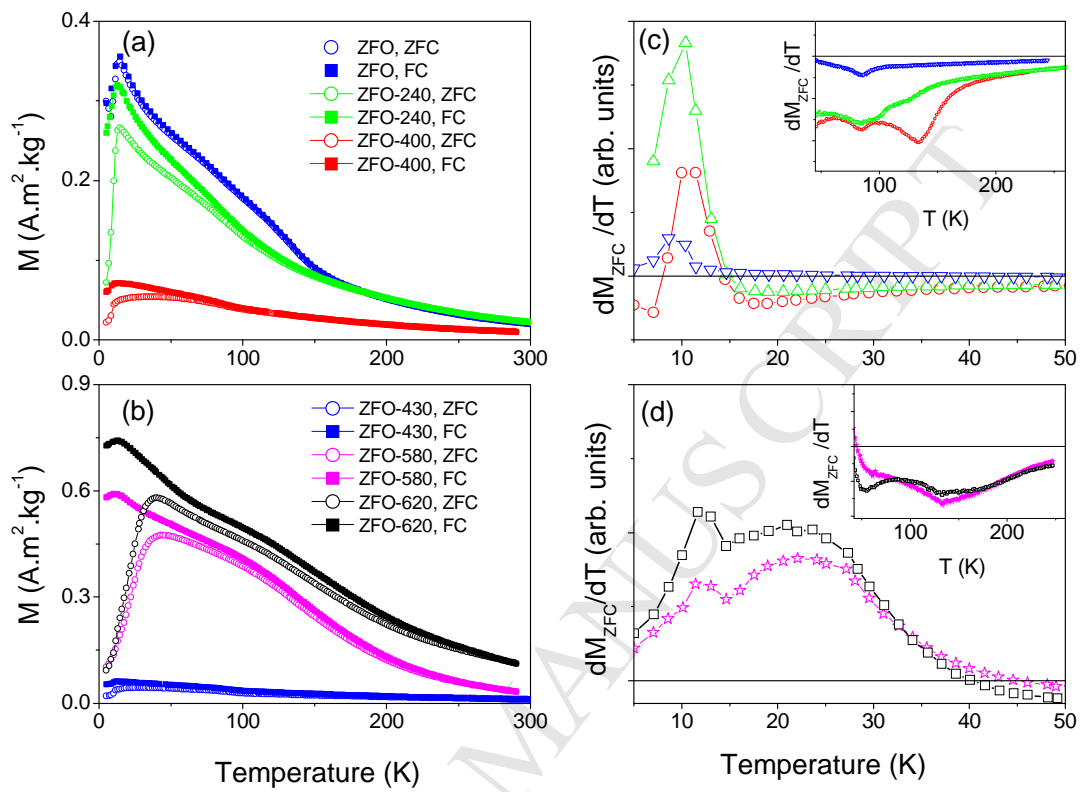 (a)
ZFO, ZFC
ZFO, FC
ZFO-240, ZFC
ZFO-240, FC
ZFO-400, ZFC
ZFO-400, FC
0.4
0.2
0.0
M (A.m².kg⁻¹)
0 100 200 300
(b)
ZFO-430, ZFC
ZFO-430, FC
ZFO-580, ZFC
ZFO-580, FC
ZFO-620, ZFC
ZFO-620, FC
0.9
0.6
0.3
0.0
M (A.m².kg⁻¹)
0 100 200 300
Temperature (K)
(c)
dM_ZFC/dT (arb. units)
10 20 30 40 50
dM_ZFC/dT
100 200
T (K)
(d)
dM_ZFC/dT (arb. units)
10 20 30 40 50
Temperature (K)
dM_ZFC/dT
100 200
T (K)
MANUSCRIPT